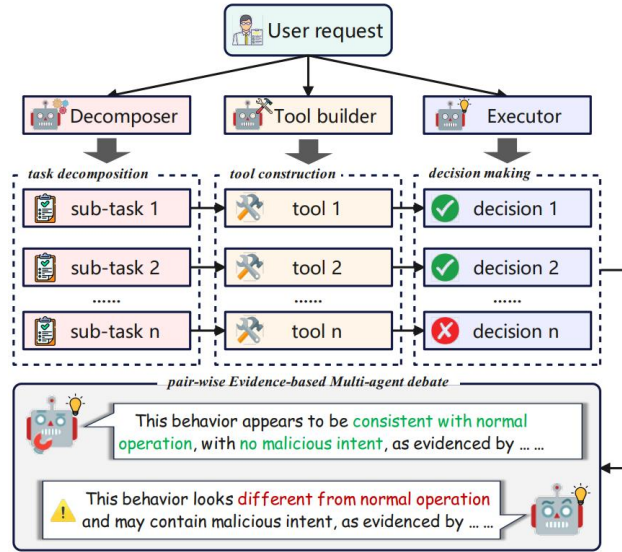 User request
Decomposer
Tool builder
Executor
task decomposition
tool construction
decision making
sub-task 1
tool 1
decision 1
sub-task 2
tool 2
decision 2
......
......
......
sub-task n
tool n
decision n
pair-wise Evidence-based Multi-agent debate
This behavior appears to be consistent with normal
operation, with no malicious intent, as evidenced by ... ...
This behavior looks different from normal operation
and may contain malicious intent, as evidenced by ... ...